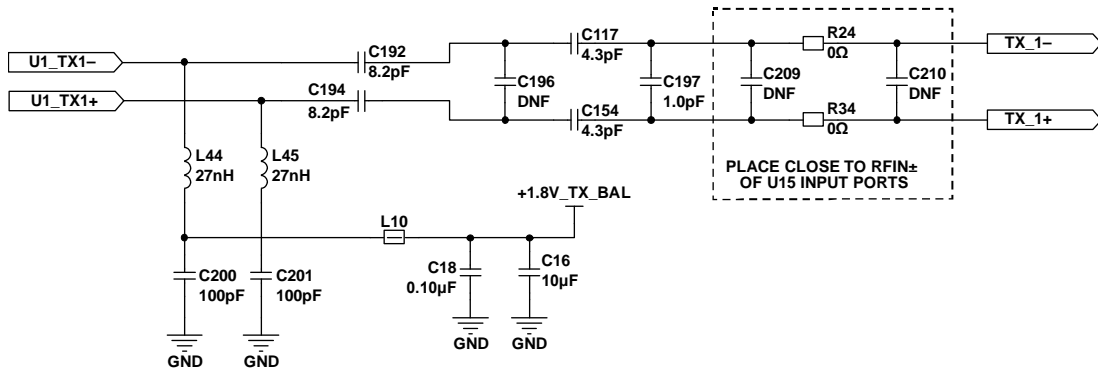 U1_TX1–
U1_TX1+
C192
8.2pF
C194
8.2pF
C117
4.3pF
C196
DNF
C197
1.0pF
C154
4.3pF
C209
DNF
R24
0Ω
C210
DNF
R34
0Ω
PLACE CLOSE TO RFIN±
OF U15 INPUT PORTS
TX_1–
TX_1+
L44
27nH
L45
27nH
+1.8V_TX_BAL
L10
C200
100pF
C201
100pF
C18
0.10µF
C16
10µF
GND
GND
GND
GND